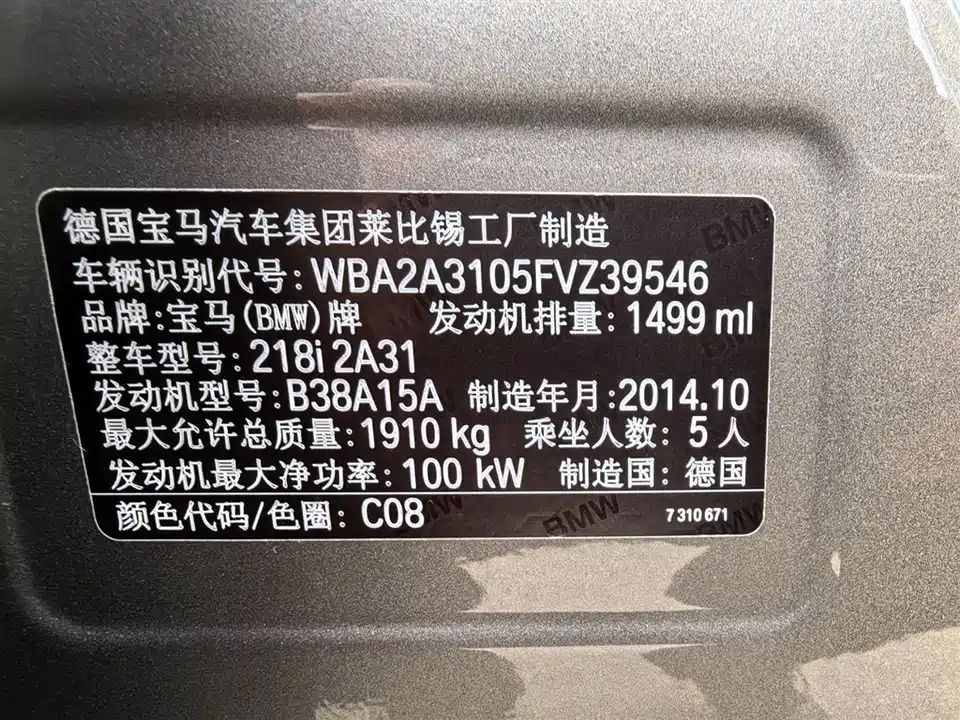 德国宝马汽车集团莱比锡工厂制造
车辆识别代号: WBA2A3105FVZ39546
品牌:宝马(BMW)牌 发动机排量: 1499 ml
整车型号: 218i 2A31
发动机型号: B38A15A 制造年月: 2014.10
最大允许总质量: 1910 kg 乘坐人数: 5 人
发动机最大净功率: 100 kW 制造国: 德国
颜色代码/色圈: C08 7 310 671